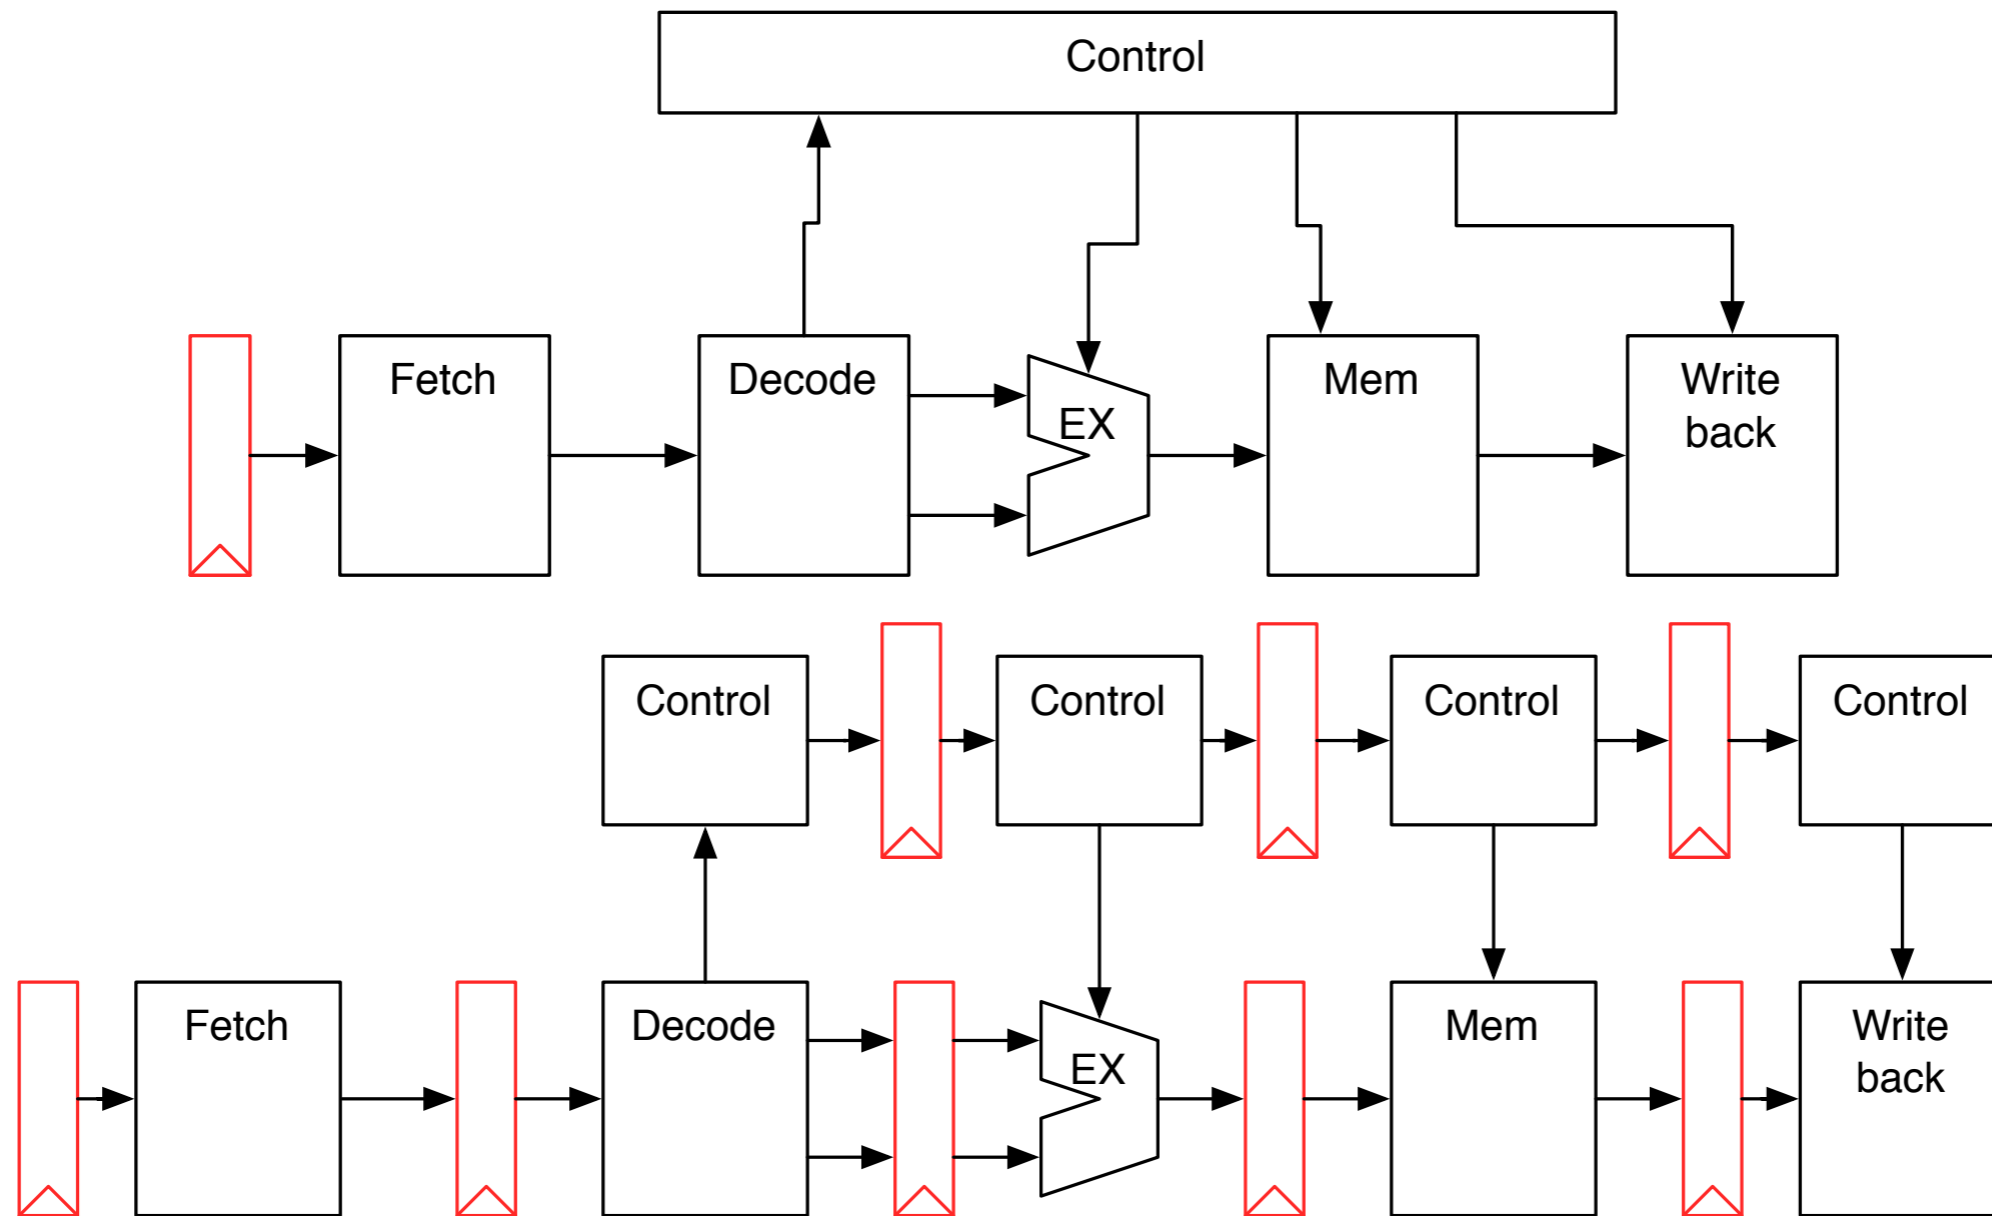 Control
Fetch
Decode
EX
Mem
Write
back
Control
Control
Control
Control
Fetch
Decode
EX
Mem
Write
back